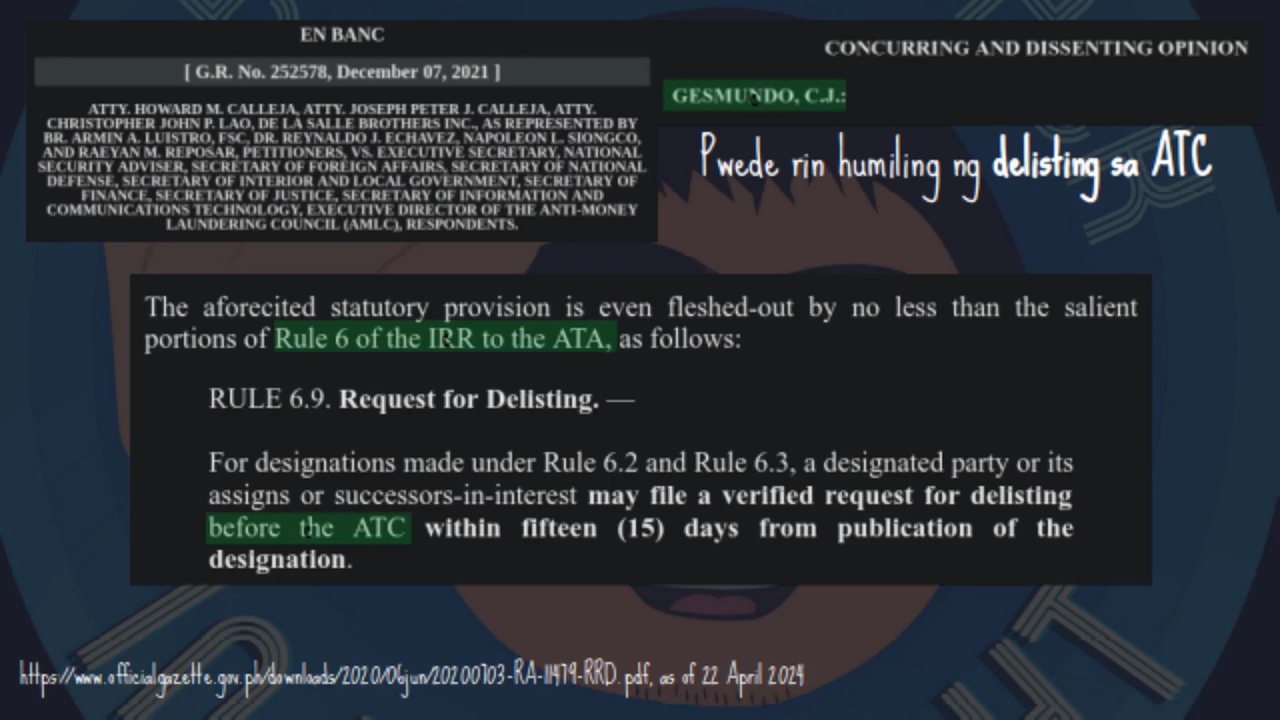 EN BANC
[ G.R. No. 252578, December 07, 2021 ]
ATTY. HOWARD M. CALLEJA, ATTY. JOSEPH PETER J. CALLEJA, ATTY.
CHRISTOPHER JOHN P. LAO, DE LA SALLE BROTHERS INC., AS REPRESENTED BY
BR. ARMIN A. LUISTRO, FSC, DR. REYNALDO J. ECHAVEZ, NAPOLEON L. SIONGCO,
AND RAEYAN M. REPOSAR, PETITIONERS, VS. EXECUTIVE SECRETARY, NATIONAL
SECURITY ADVISER, SECRETARY OF FOREIGN AFFAIRS, SECRETARY OF NATIONAL
DEFENSE, SECRETARY OF INTERIOR AND LOCAL GOVERNMENT, SECRETARY OF
FINANCE, SECRETARY OF JUSTICE, SECRETARY OF INFORMATION AND
COMMUNICATIONS TECHNOLOGY, EXECUTIVE DIRECTOR OF THE ANTI-MONEY
LAUNDERING COUNCIL (AMLC), RESPONDENTS.
CONCURRING AND DISSENTING OPINION
GESMUNDO, C.J.:
Pwede rin humiling ng delisting sa ATC
The aforecited statutory provision is even fleshed-out by no less than the salient
portions of Rule 6 of the IRR to the ATA, as follows:
RULE 6.9. Request for Delisting. —
For designations made under Rule 6.2 and Rule 6.3, a designated party or its
assigns or successors-in-interest may file a verified request for delisting
before the ATC within fifteen (15) days from publication of the
designation.
https://www.officialgazette.gov.ph/downloads/2020/06jun/20200703-RA-11479-RRD.pdf, as of 22 April 2024